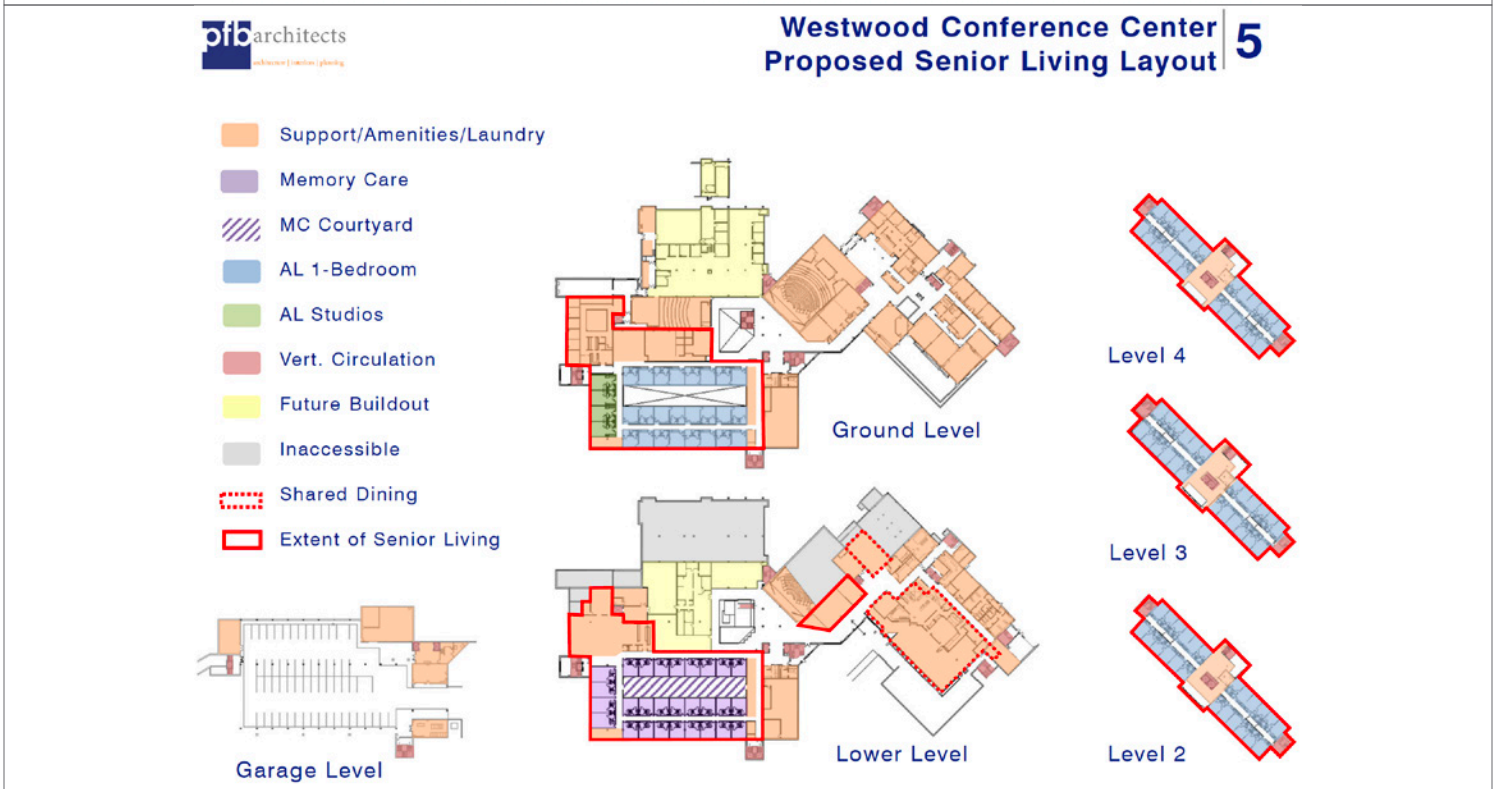 pfb architects
architecture | interiors | planning
Westwood Conference Center
Proposed Senior Living Layout
5
Support/Amenities/Laundry
Memory Care
MC Courtyard
AL 1-Bedroom
AL Studios
Vert. Circulation
Future Buildout
Inaccessible
Shared Dining
Extent of Senior Living
Ground Level
Level 4
Level 3
Garage Level
Lower Level
Level 2